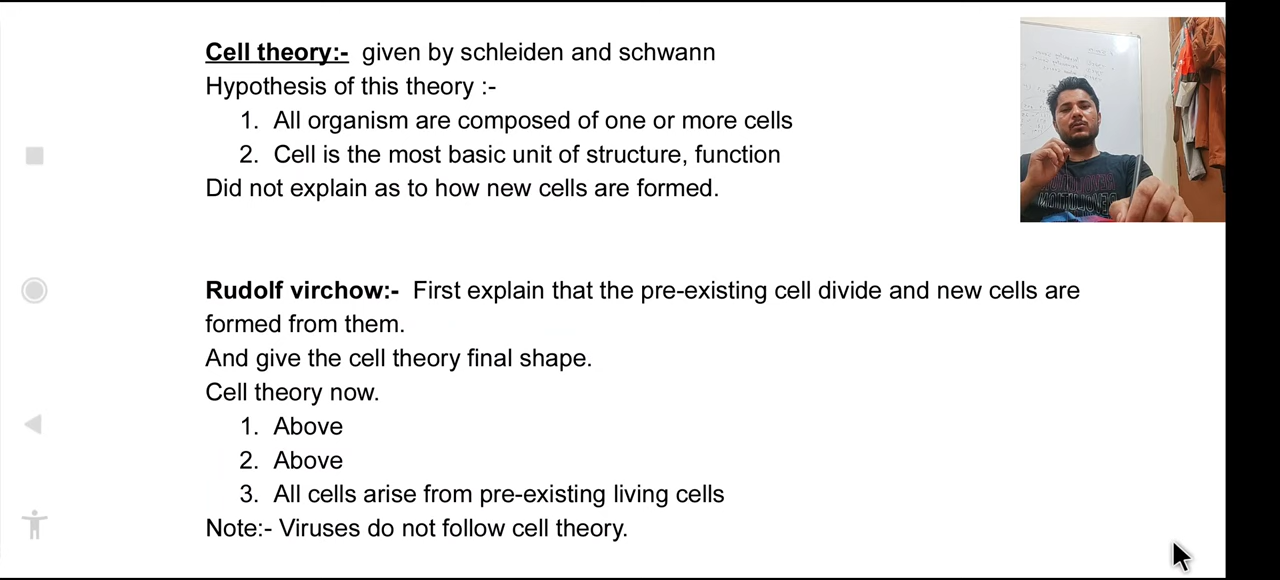 Cell theory:- given by schleiden and schwann
Hypothesis of this theory :-
1. All organism are composed of one or more cells
2. Cell is the most basic unit of structure, function
Did not explain as to how new cells are formed.
Rudolf virchow:- First explain that the pre-existing cell divide and new cells are
formed from them.
And give the cell theory final shape.
Cell theory now.
1. Above
2. Above
3. All cells arise from pre-existing living cells
Note:- Viruses do not follow cell theory.